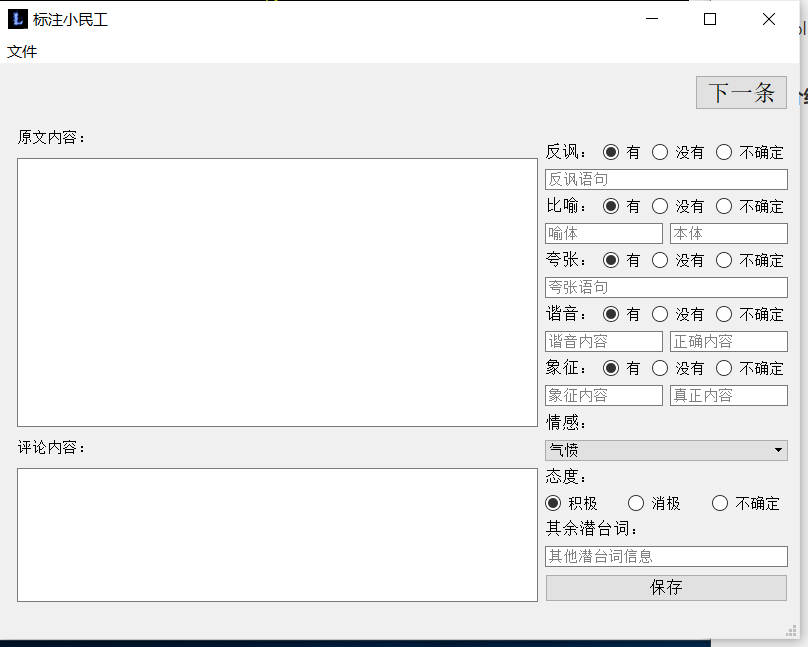 标注小民工
文件
下一条
原文内容：
反讽： 有 没有 不确定
反讽语句
比喻： 有 没有 不确定
喻体 本体
夸张： 有 没有 不确定
夸张语句
谐音： 有 没有 不确定
谐音内容 正确内容
象征： 有 没有 不确定
象征内容 真正内容
情感：
气愤
评论内容：
态度：
积极 消极 不确定
其余潜台词：
其他潜台词信息
保存